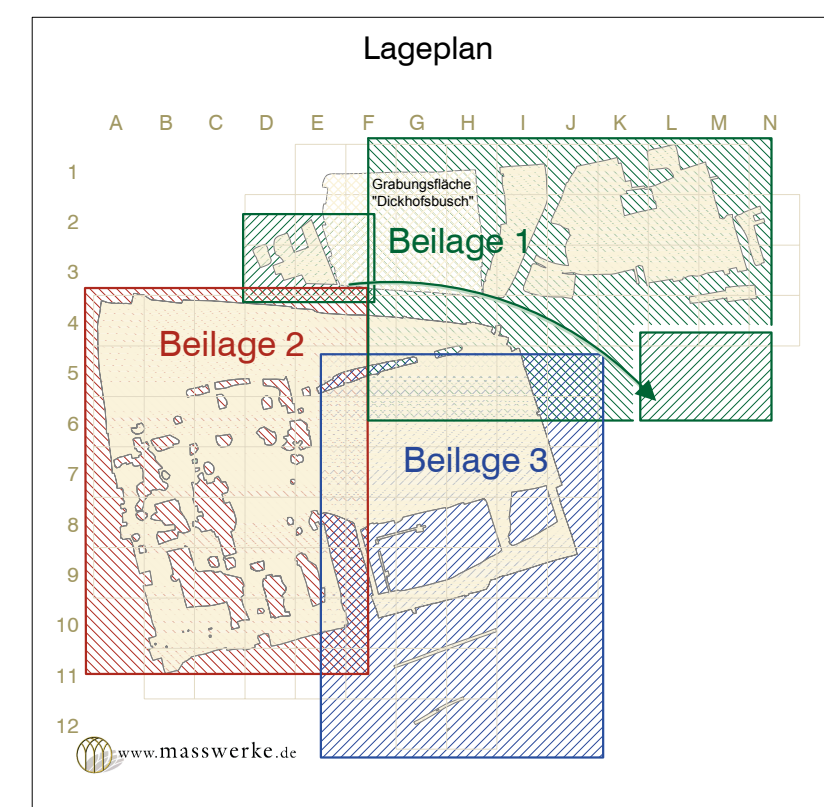 Lageplan
A B C D E F G H I J K L M N
1
Grabungsfläche
"Dickhofsbusch"
2
Beilage 1
3
4
Beilage 2
5
6
Beilage 3
7
8
9
10
11
12
www.masswerke.de